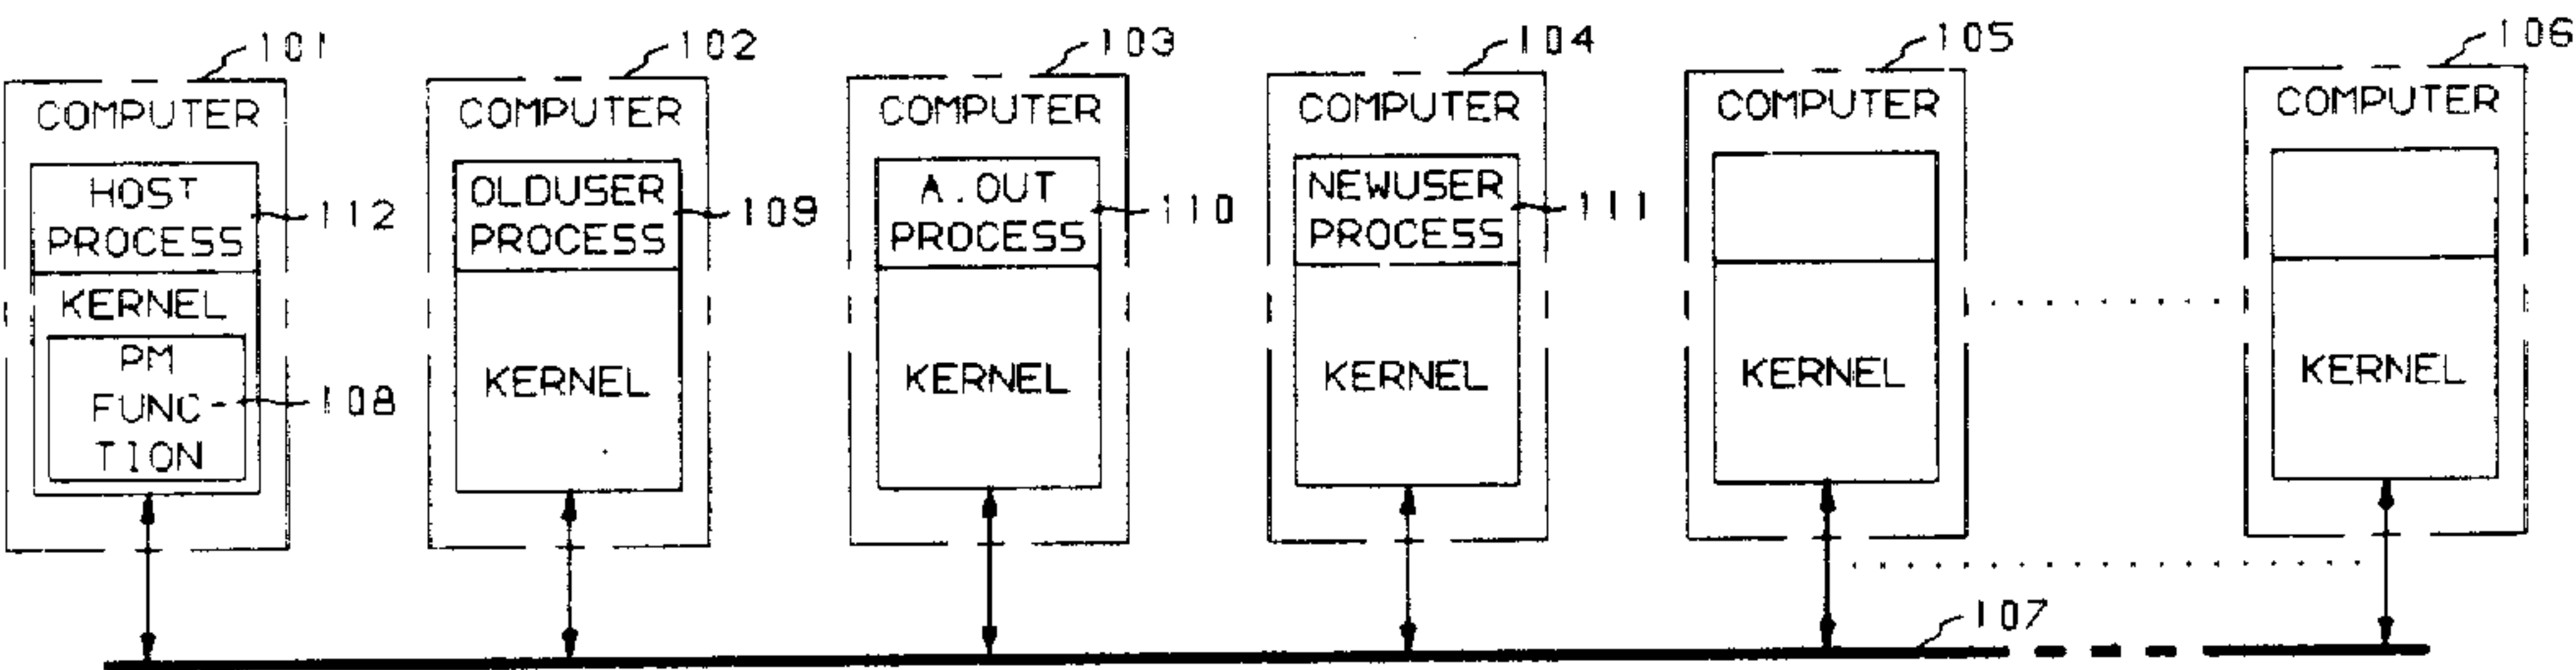 101
102
103
104
105
106
COMPUTER
COMPUTER
COMPUTER
COMPUTER
COMPUTER
COMPUTER
HOST
PROCESS
112
OLDUSER
PROCESS
109
A.OUT
PROCESS
110
NEWUSER
PROCESS
111
KERNEL
PM
FUNC-
TION
108
KERNEL
KERNEL
KERNEL
KERNEL
KERNEL
107